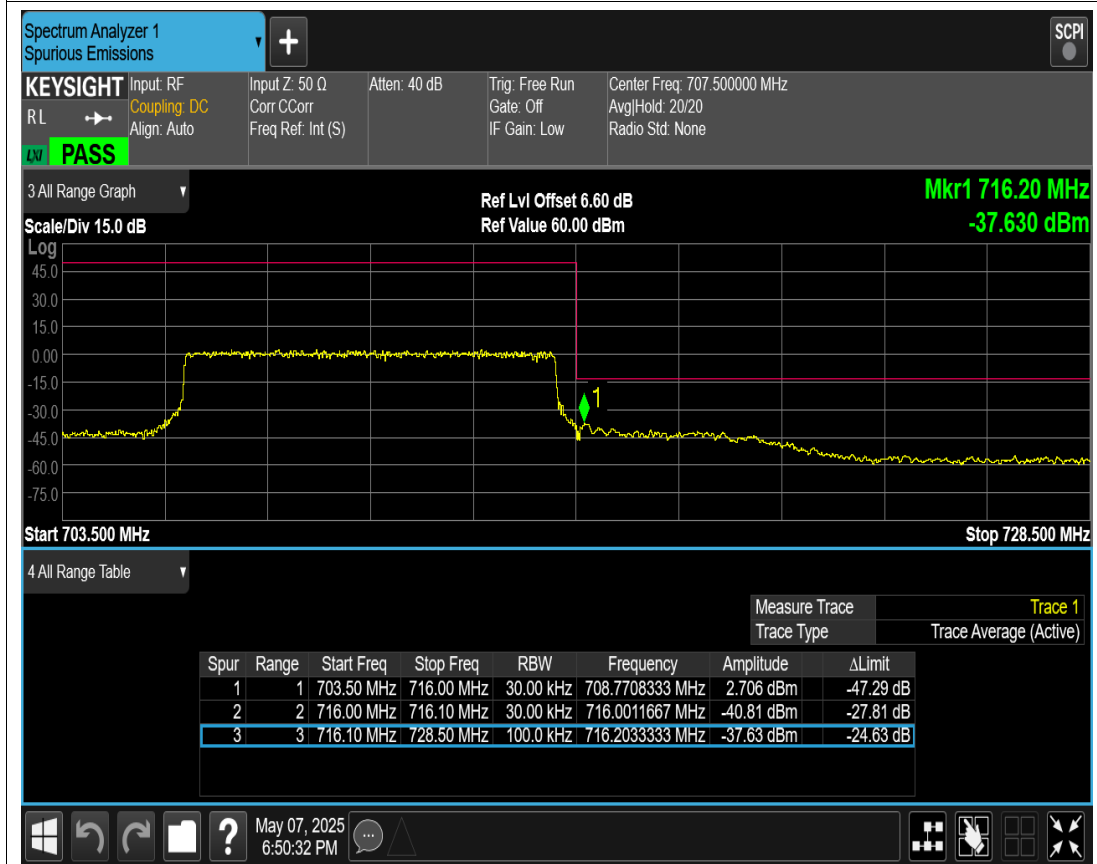 Spectrum Analyzer 1
Spurious Emissions
+
SCPI
KEYSIGHT Input: RF Input Z: 50 Ω Atten: 40 dB Trig: Free Run Center Freq: 707.500000 MHz
RL Coupling: DC Corr CCorr Gate: Off Avg|Hold: 20/20
Align: Auto Freq Ref: Int (S) IF Gain: Low Radio Std: None
LXI PASS
3 All Range Graph
Ref Lvl Offset 6.60 dB
Mkr1 716.20 MHz
Scale/Div 15.0 dB Ref Value 60.00 dBm -37.630 dBm
Log
45.0
30.0
15.0
0.00
-15.0
1
-30.0
-45.0
-60.0
-75.0
Start 703.500 MHz Stop 728.500 MHz
4 All Range Table
Measure Trace Trace 1
Trace Type Trace Average (Active)
Spur Range Start Freq Stop Freq RBW Frequency Amplitude ΔLimit
1 1 703.50 MHz 716.00 MHz 30.00 kHz 708.7708333 MHz 2.706 dBm -47.29 dB
2 2 716.00 MHz 716.10 MHz 30.00 kHz 716.0011667 MHz -40.81 dBm -27.81 dB
3 3 716.10 MHz 728.50 MHz 100.0 kHz 716.2033333 MHz -37.63 dBm -24.63 dB
? May 07, 2025
6:50:32 PM